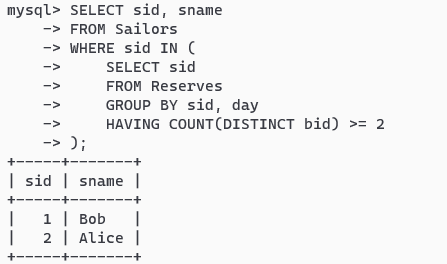 mysql> SELECT sid, sname
    -> FROM Sailors
    -> WHERE sid IN (
    ->     SELECT sid
    ->     FROM Reserves
    ->     GROUP BY sid, day
    ->     HAVING COUNT(DISTINCT bid) >= 2
    -> );
+-----+-------+
| sid | sname |
+-----+-------+
|   1 | Bob   |
|   2 | Alice |
+-----+-------+